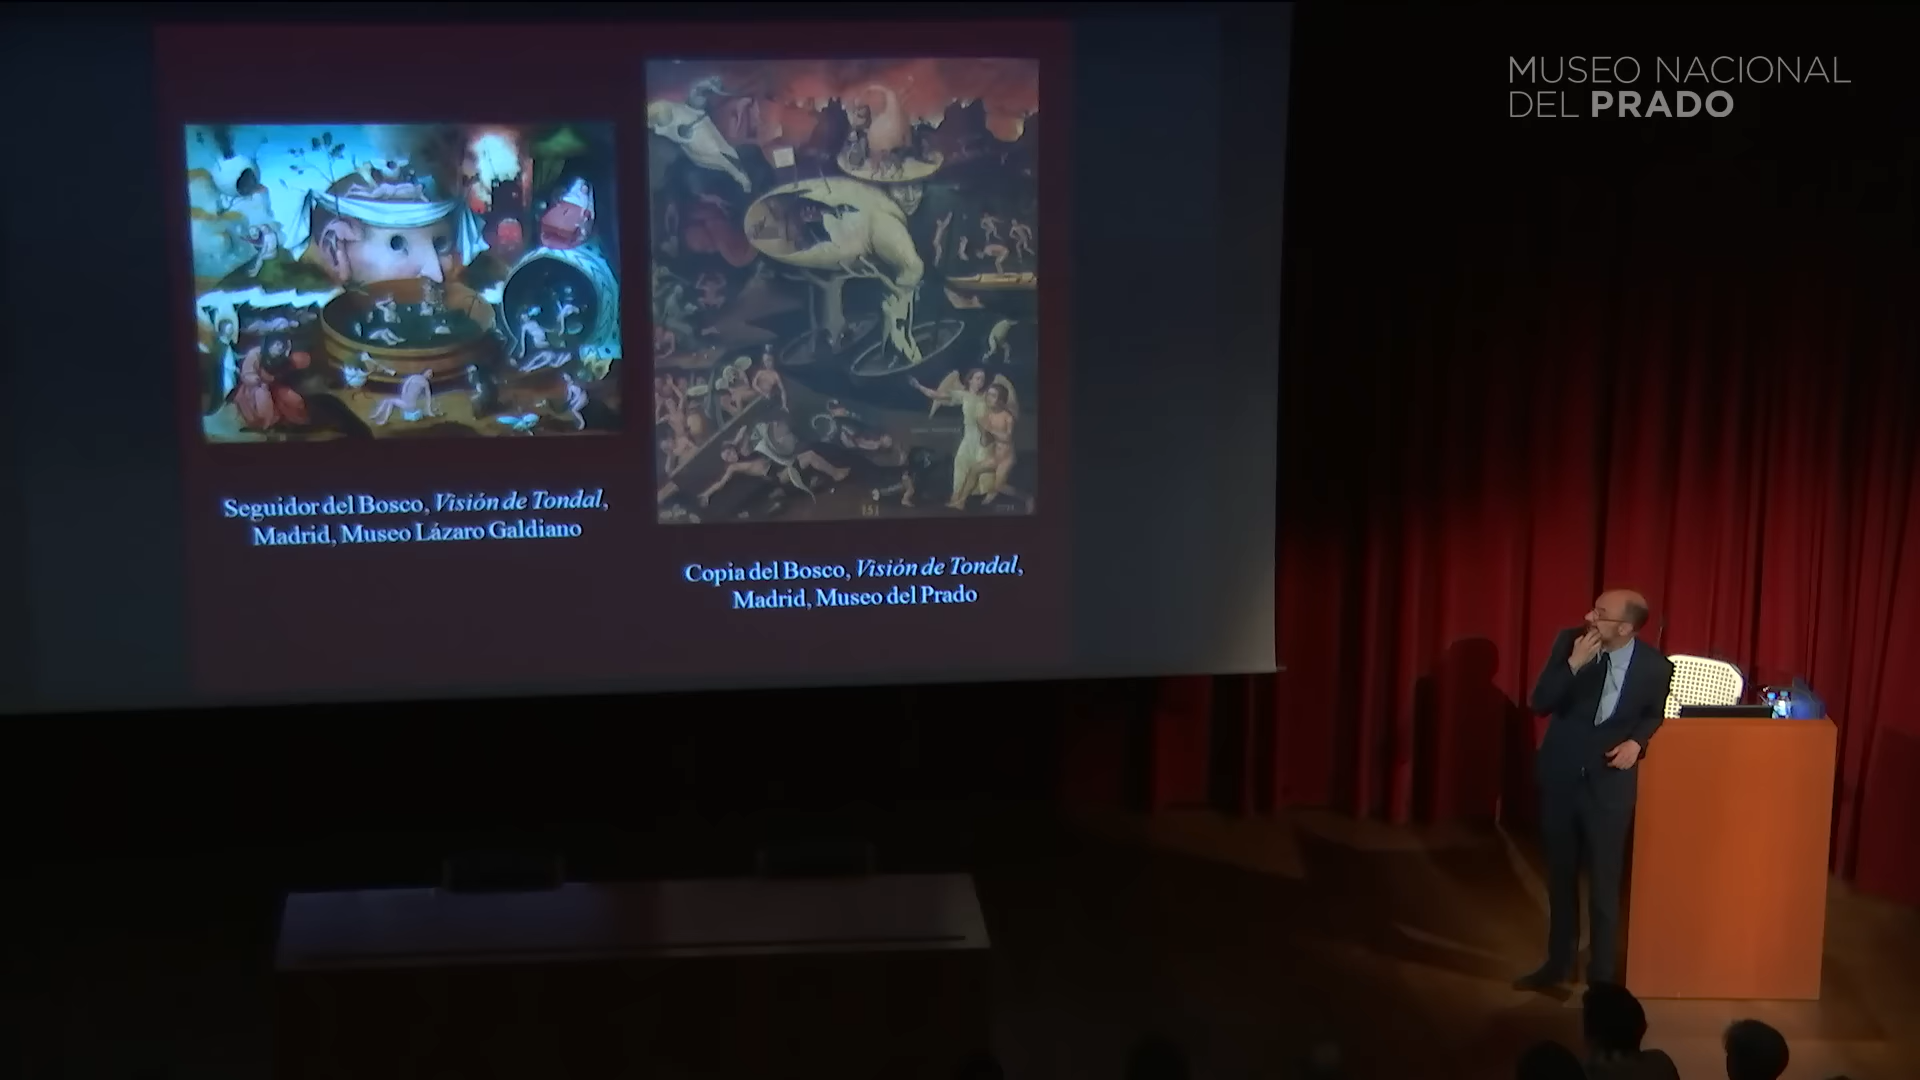 MUSEO NACIONAL
DEL PRADO
Seguidor del Bosco, Visión de Tondal,
Madrid, Museo Lázaro Galdiano
151
Copia del Bosco, Visión de Tondal,
Madrid, Museo del Prado